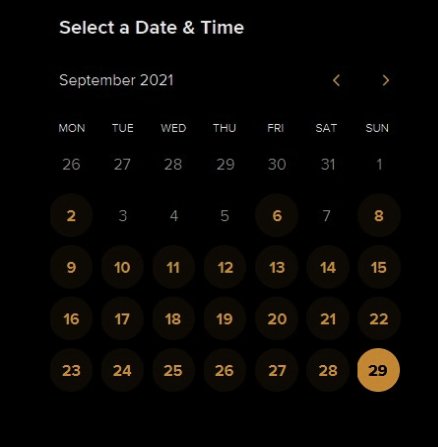 Select a Date & Time
September 2021
MON TUE WED THU FRI SAT SUN
26 27 28 29 30 31 1
2 3 4 5 6 7 8
9 10 11 12 13 14 15
16 17 18 19 20 21 22
23 24 25 26 27 28 29